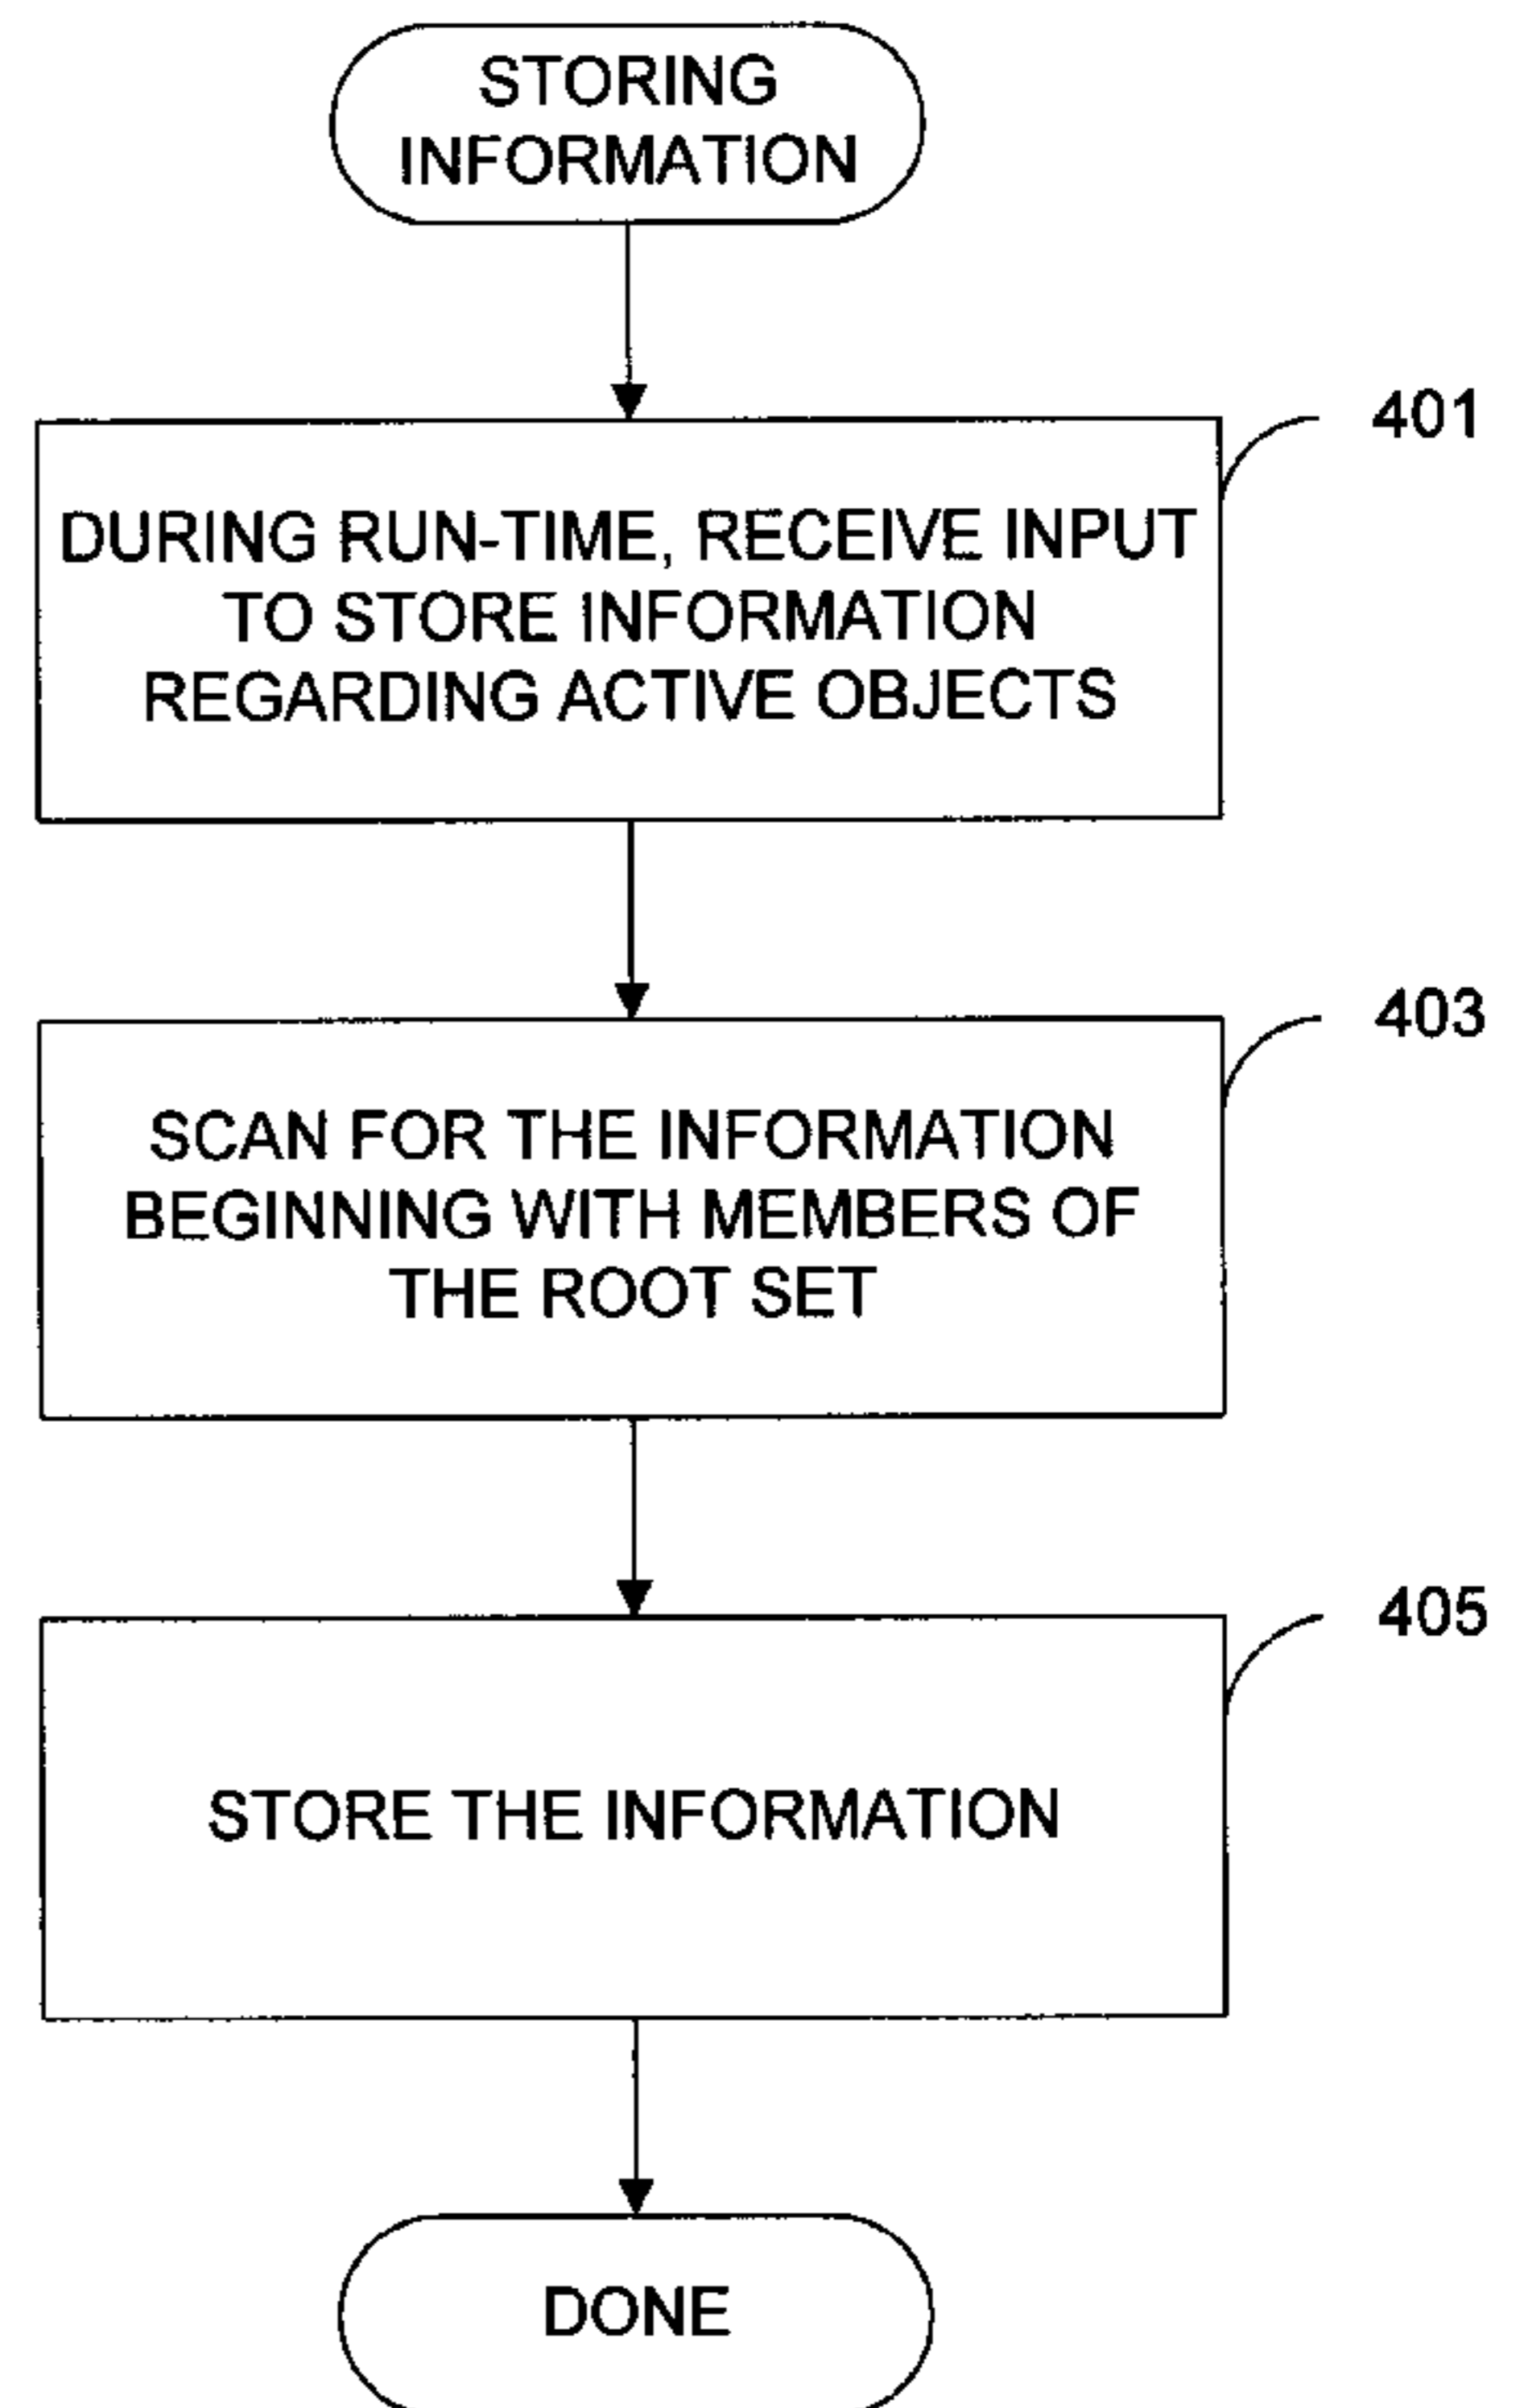 STORING
INFORMATION
401
DURING RUN-TIME, RECEIVE INPUT
TO STORE INFORMATION
REGARDING ACTIVE OBJECTS
403
SCAN FOR THE INFORMATION
BEGINNING WITH MEMBERS OF
THE ROOT SET
405
STORE THE INFORMATION
DONE